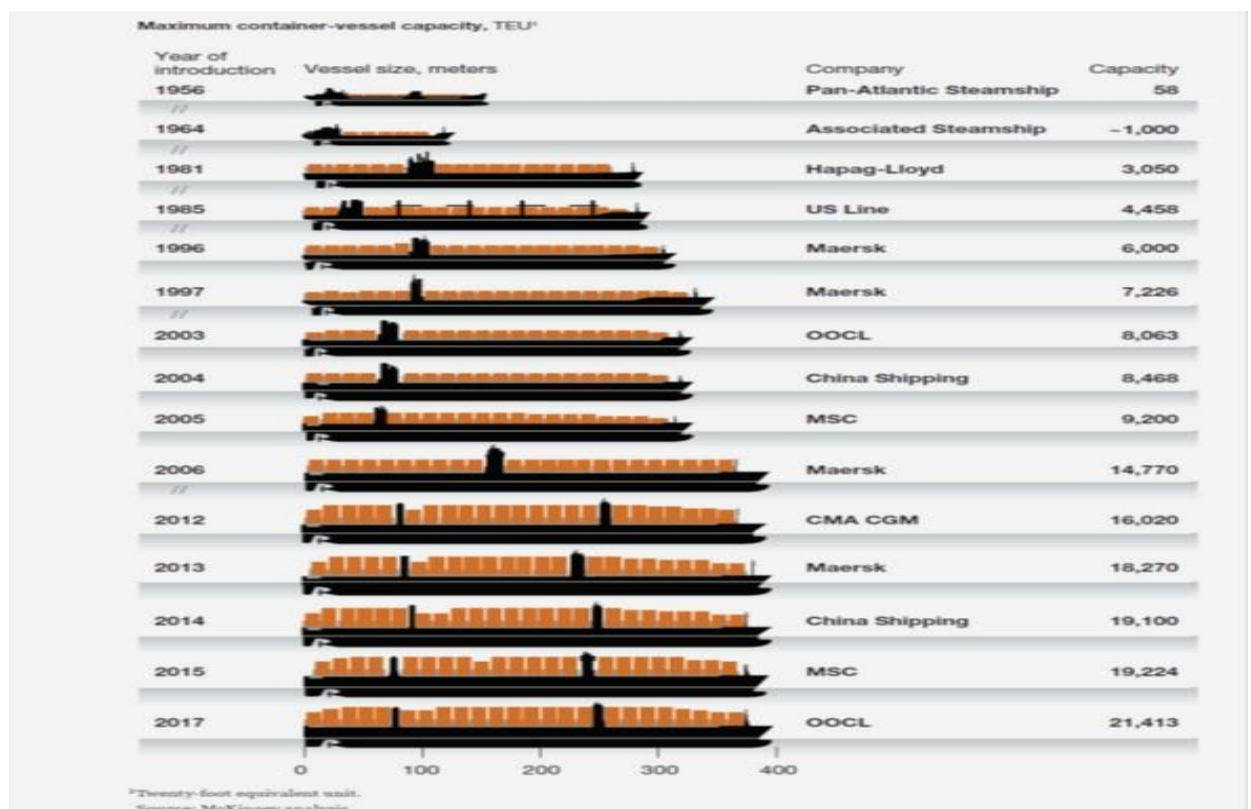 Maximum container-vessel capacity, TEU¹
Year of introduction Vessel size, meters Company Capacity
1956 Pan-Atlantic Steamship 58
//
1964 Associated Steamship ~1,000
//
1981 Hapag-Lloyd 3,050
//
1985 US Line 4,458
//
1996 Maersk 6,000
1997 Maersk 7,226
//
2003 OOCL 8,063
2004 China Shipping 8,468
2005 MSC 9,200
2006 Maersk 14,770
//
2012 CMA CGM 16,020
2013 Maersk 18,270
2014 China Shipping 19,100
2015 MSC 19,224
2017 OOCL 21,413
0 100 200 300 400
¹Twenty-foot equivalent unit.
Source: McKinsey analysis